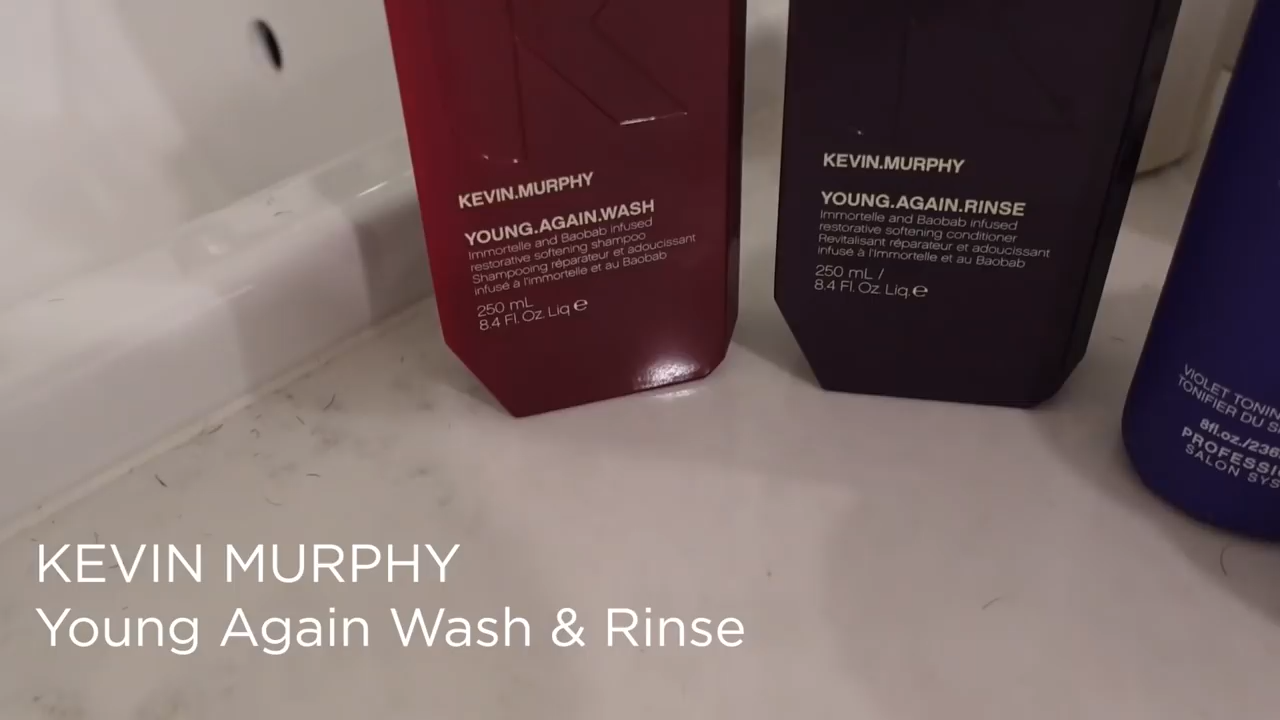 KEVIN.MURPHY
YOUNG.AGAIN.WASH
Immortelle and Baobab infused
restorative softening shampoo
Shampooing réparateur et adoucissant
infusé à l'immortelle et au Baobab
250 mL
8.4 Fl. Oz. Liq e
KEVIN.MURPHY
YOUNG.AGAIN.RINSE
Immortelle and Baobab infused
restorative softening conditioner
Revitalisant réparateur et adoucissant
infusé à l'immortelle et au Baobab
250 mL /
8.4 Fl. Oz. Liq. e
VIOLET TONIN
TONIFIER DU S
8fl.oz./236
PROFESSI
SALON SYS
KEVIN MURPHY
Young Again Wash & Rinse